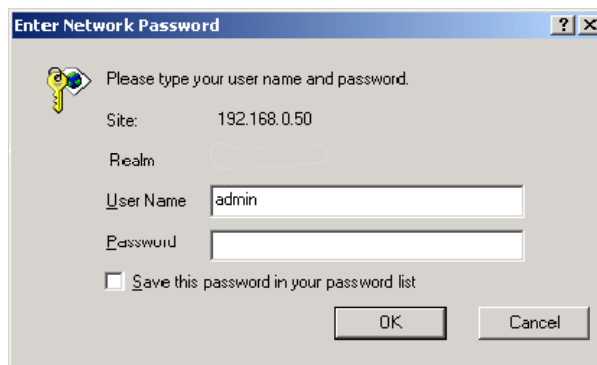 Enter Network Password
Please type your user name and password.
Site: 192.168.0.50
Realm
User Name admin
Password
Save this password in your password list
OK Cancel